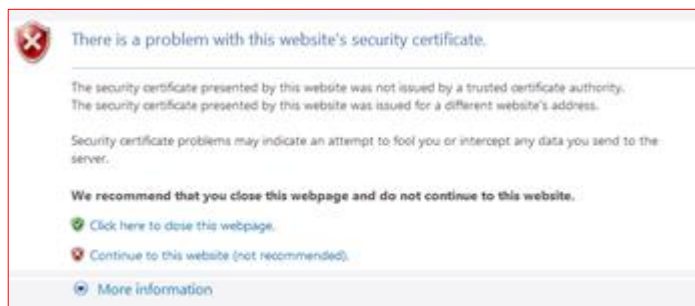 There is a problem with this website's security certificate.
The security certificate presented by this website was not issued by a trusted certificate authority.
The security certificate presented by this website was issued for a different website's address.
Security certificate problems may indicate an attempt to fool you or intercept any data you send to the
server.
We recommend that you close this webpage and do not continue to this website.
Click here to close this webpage.
Continue to this website (not recommended).
More information